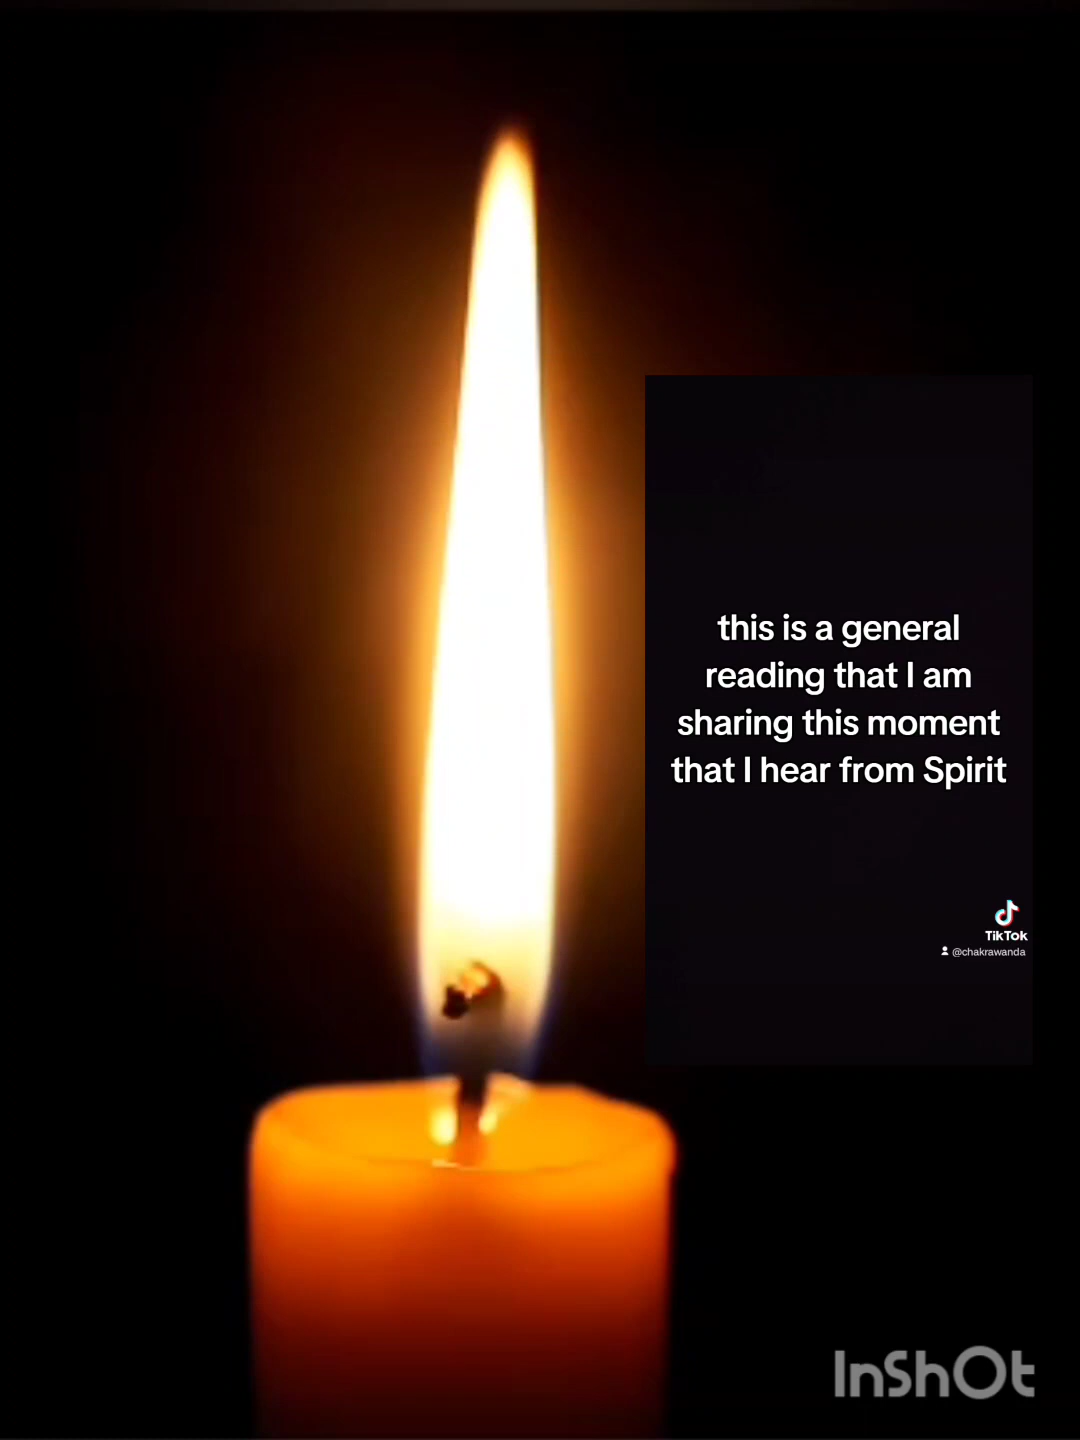 this is a general
reading that I am
sharing this moment
that I hear from Spirit
TikTok
@chakrawanda
InShOt